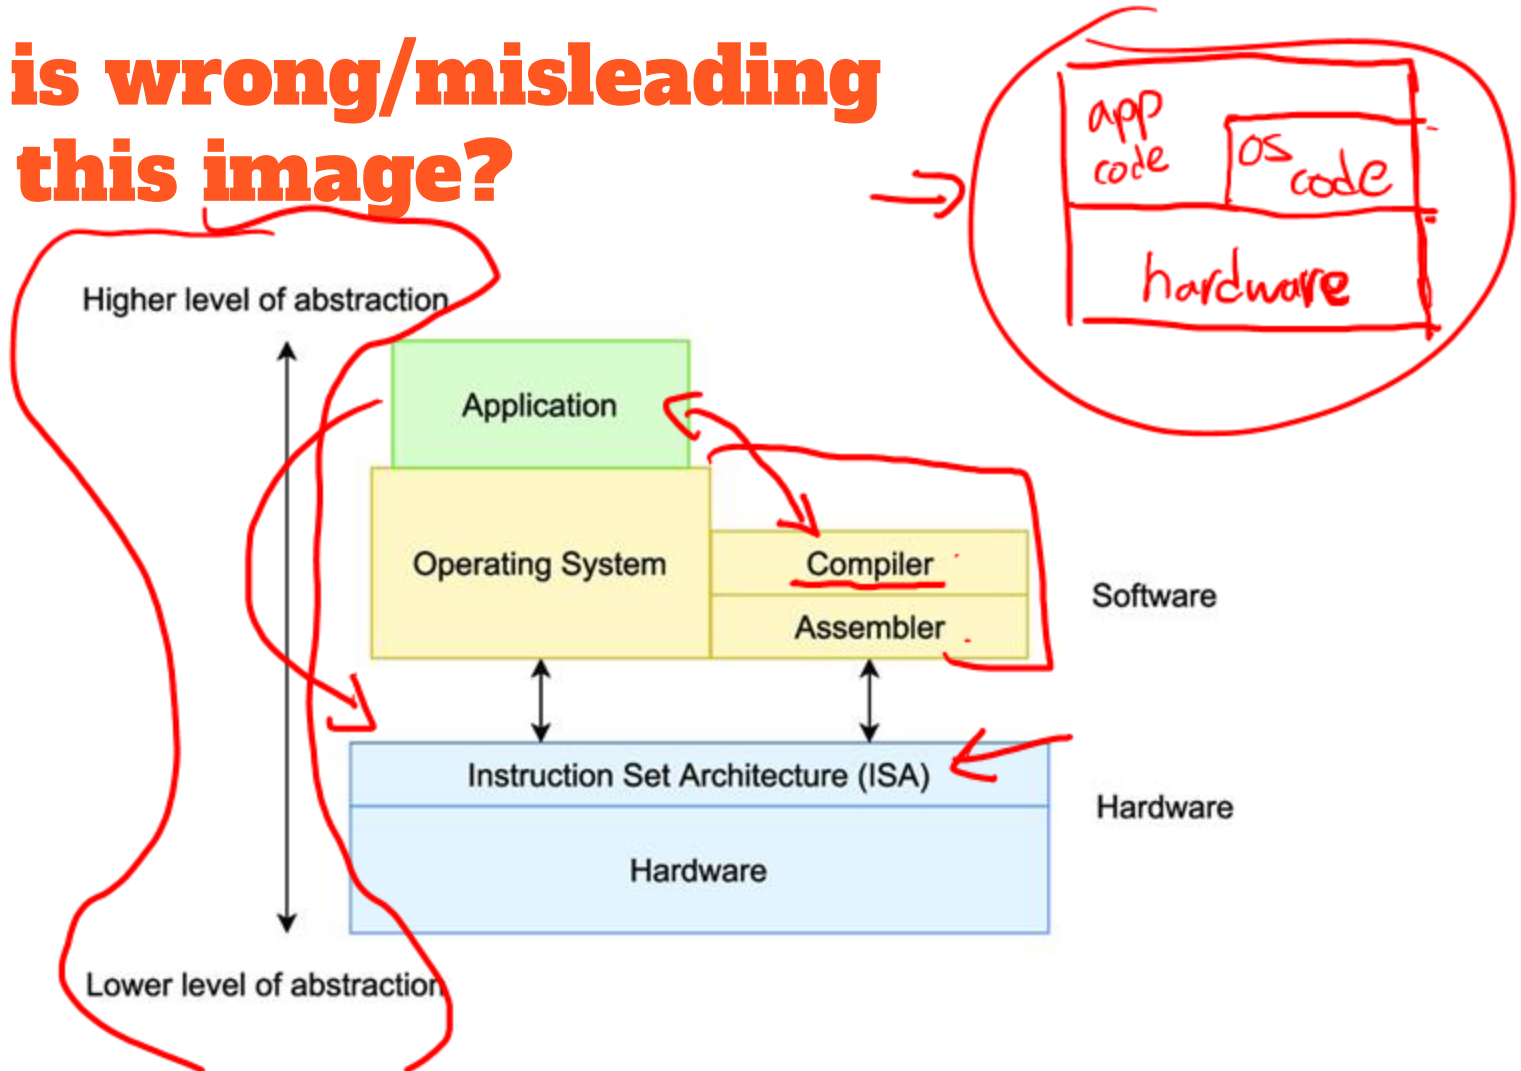 is wrong/misleading
this image?
app
code
OS
code
hardware
Higher level of abstraction
Application
Operating System
Compiler
Assembler
Software
Instruction Set Architecture (ISA)
Hardware
Hardware
Lower level of abstraction